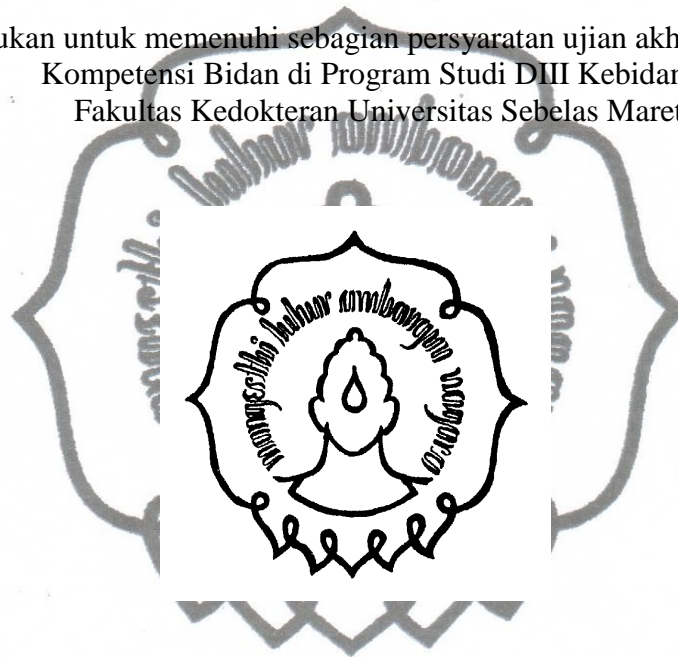 ukan untuk memenuhi sebagian persyaratan ujian akh
Kompetensi Bidan di Program Studi DIII Kebidan
Fakultas Kedokteran Universitas Sebelas Maret
mangesthi luhur ambangun nagara